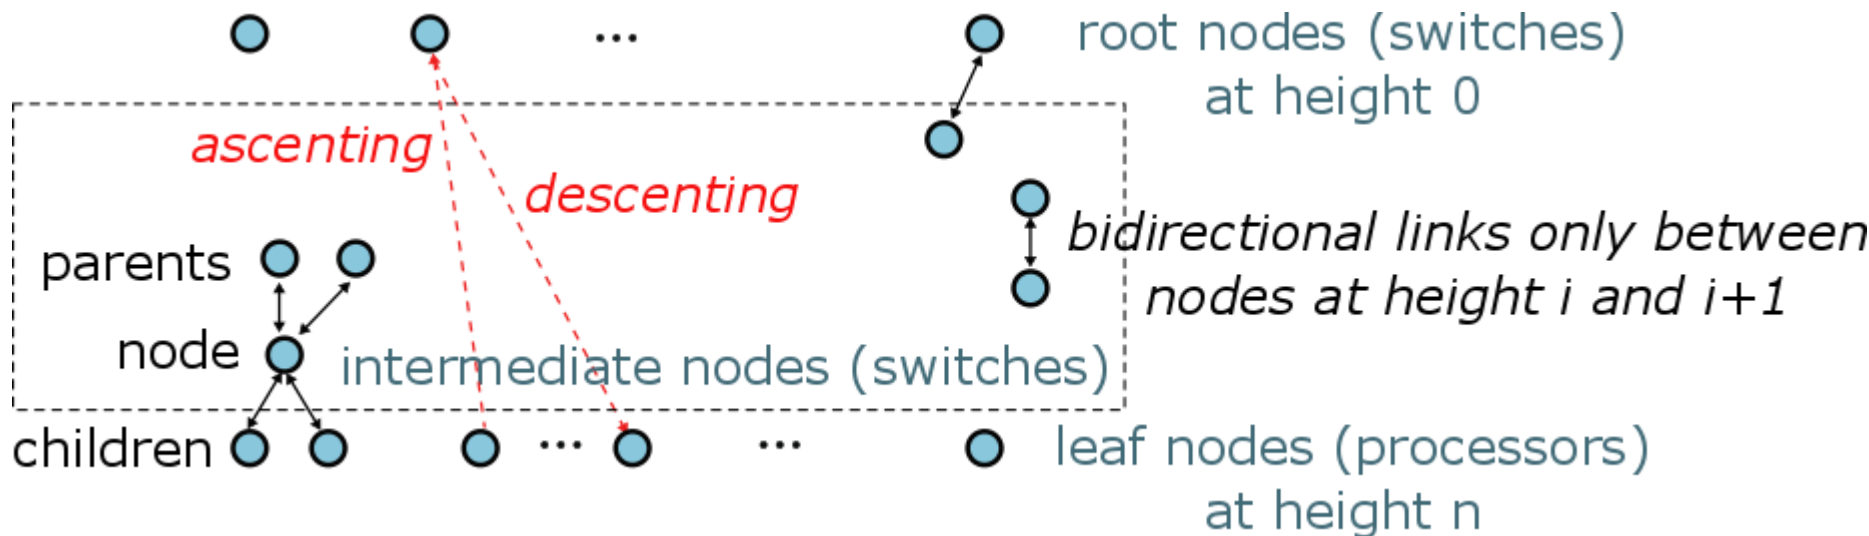 ... root nodes (switches)
at height 0
ascenting
descenting
bidirectional links only between
nodes at height i and i+1
parents
node
intermediate nodes (switches)
children
... ...
leaf nodes (processors)
at height n